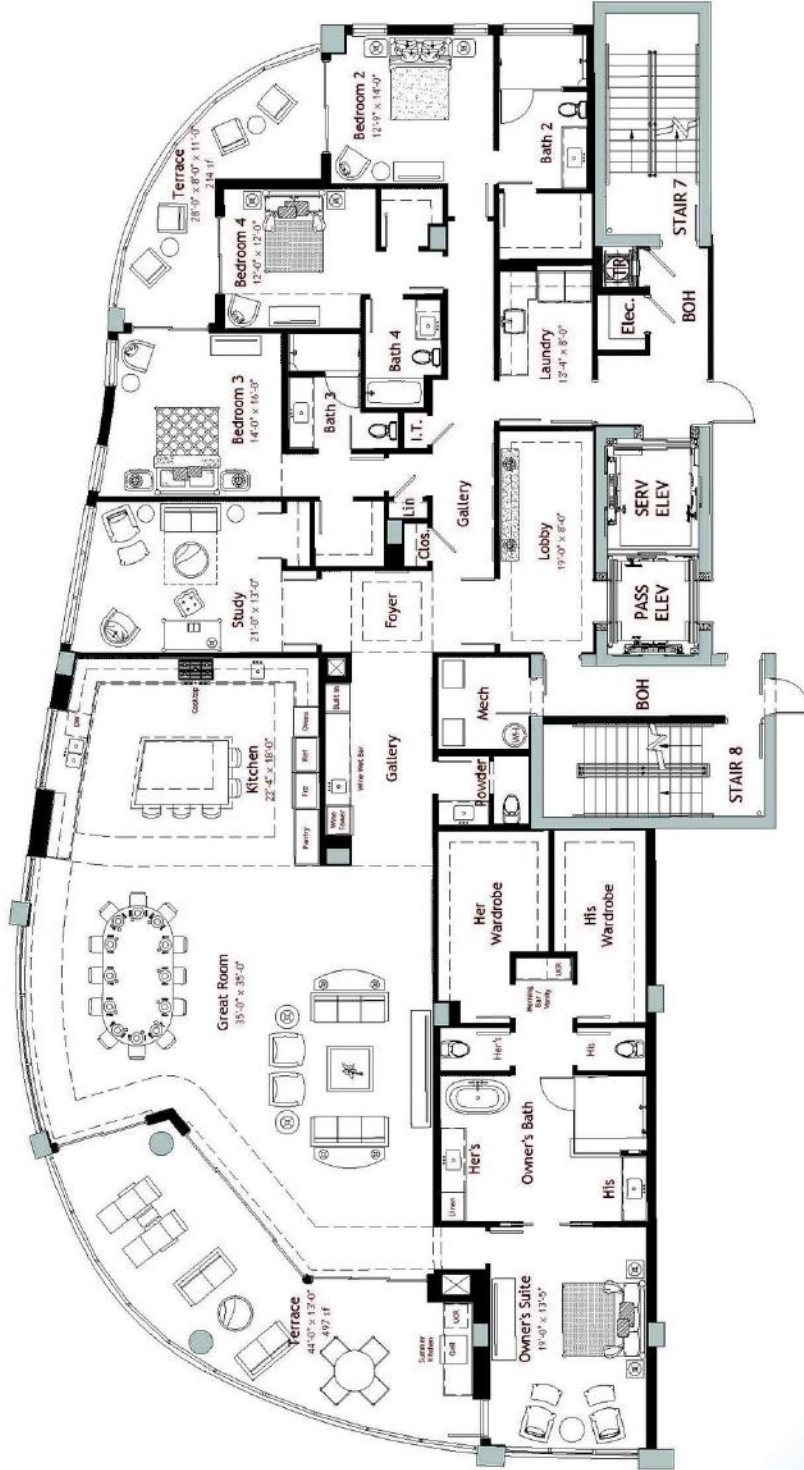 Terrace
28'-0" x 8'-0" x 11'-0"
214 sf
Bedroom 2
12'-9" x 14'-0"
Bath 2
STAIR 7
Bedroom 4
12'-0" x 12'-0"
Bath 4
Laundry
13'-4" x 8'-0"
Elec.
TR
BOH
Bedroom 3
14'-0" x 16'-0"
Bath 3
I.T.
Lin
Clos.
Gallery
Lobby
19'-0" x 8'-0"
SERV
ELEV
PASS
ELEV
Study
21'-0" x 13'-0"
Foyer
BOH
Mech
WH
Kitchen
22'-4" x 18'-0"
DW
Cooktop
Ovens
Ref
Frz
Pantry
Built In
Wine Wet Bar
Wine
Tower
Gallery
Powder
STAIR 8
Great Room
35'-0" x 35'-0"
Her
Wardrobe
His
Wardrobe
Morning
Bar /
Vanity
UCR
Her's
His
Owner's Bath
Her's
His
Linen
Terrace
44'-0" x 13'-0"
497 sf
Summer
Kitchen
Grill
UCR
Owner's Suite
19'-0" x 13'-5"